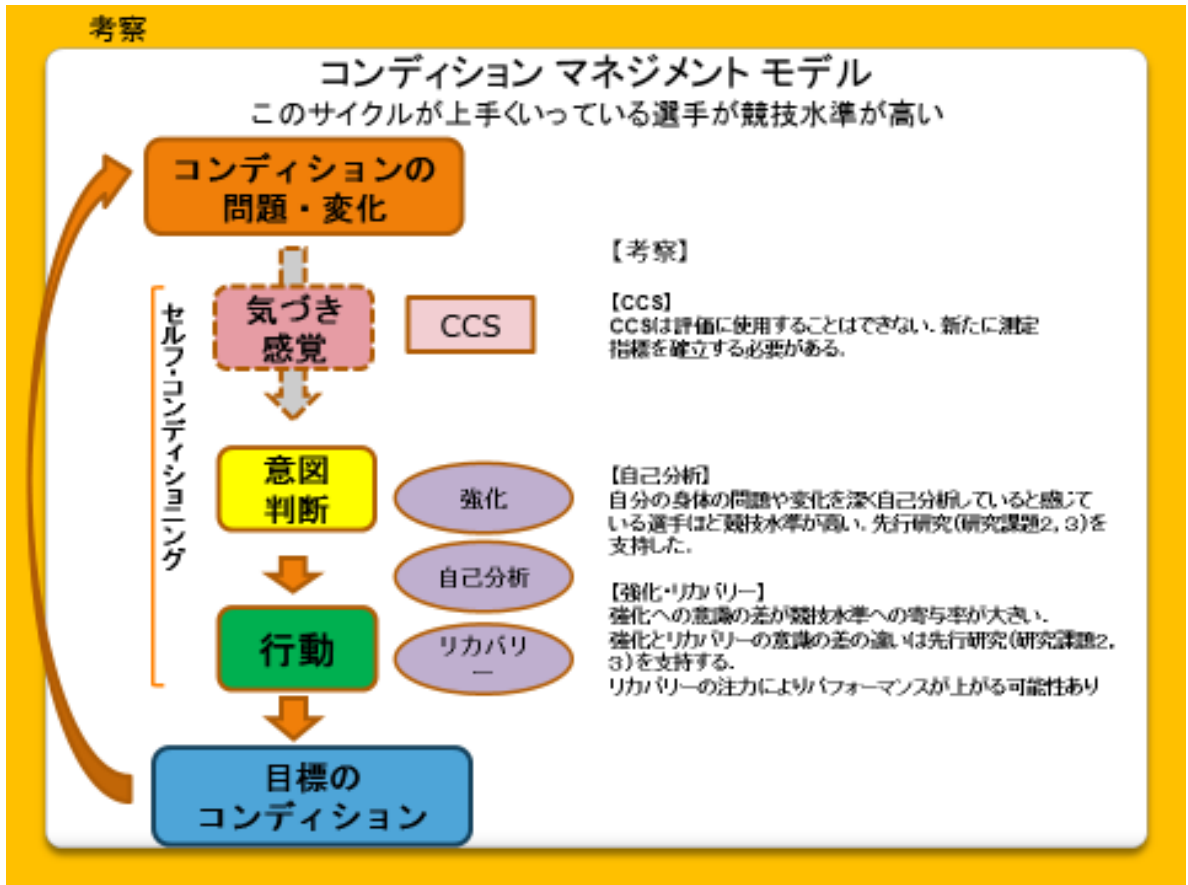 考察
コンディション マネジメント モデル
このサイクルが上手くいっている選手が競技水準が高い
コンディションの
問題・変化
セルフ・コンディショニング
気づき
感覚
CCS
意図
判断
強化
自己分析
行動
リカバリ
ー
目標の
コンディション
【考察】
【CCS】
CCSは評価に使用することはできない．新たに測定
指標を確立する必要がある．
【自己分析】
自分の身体の問題や変化を深く自己分析していると感じて
いる選手ほど競技水準が高い．先行研究（研究課題2，3）を
支持した．
【強化・リカバリー】
強化への意識の差が競技水準への寄与率が大きい．
強化とリカバリーの意識の差の違いは先行研究（研究課題2，
3）を支持する．
リカバリーの注力によりパフォーマンスが上がる可能性あり